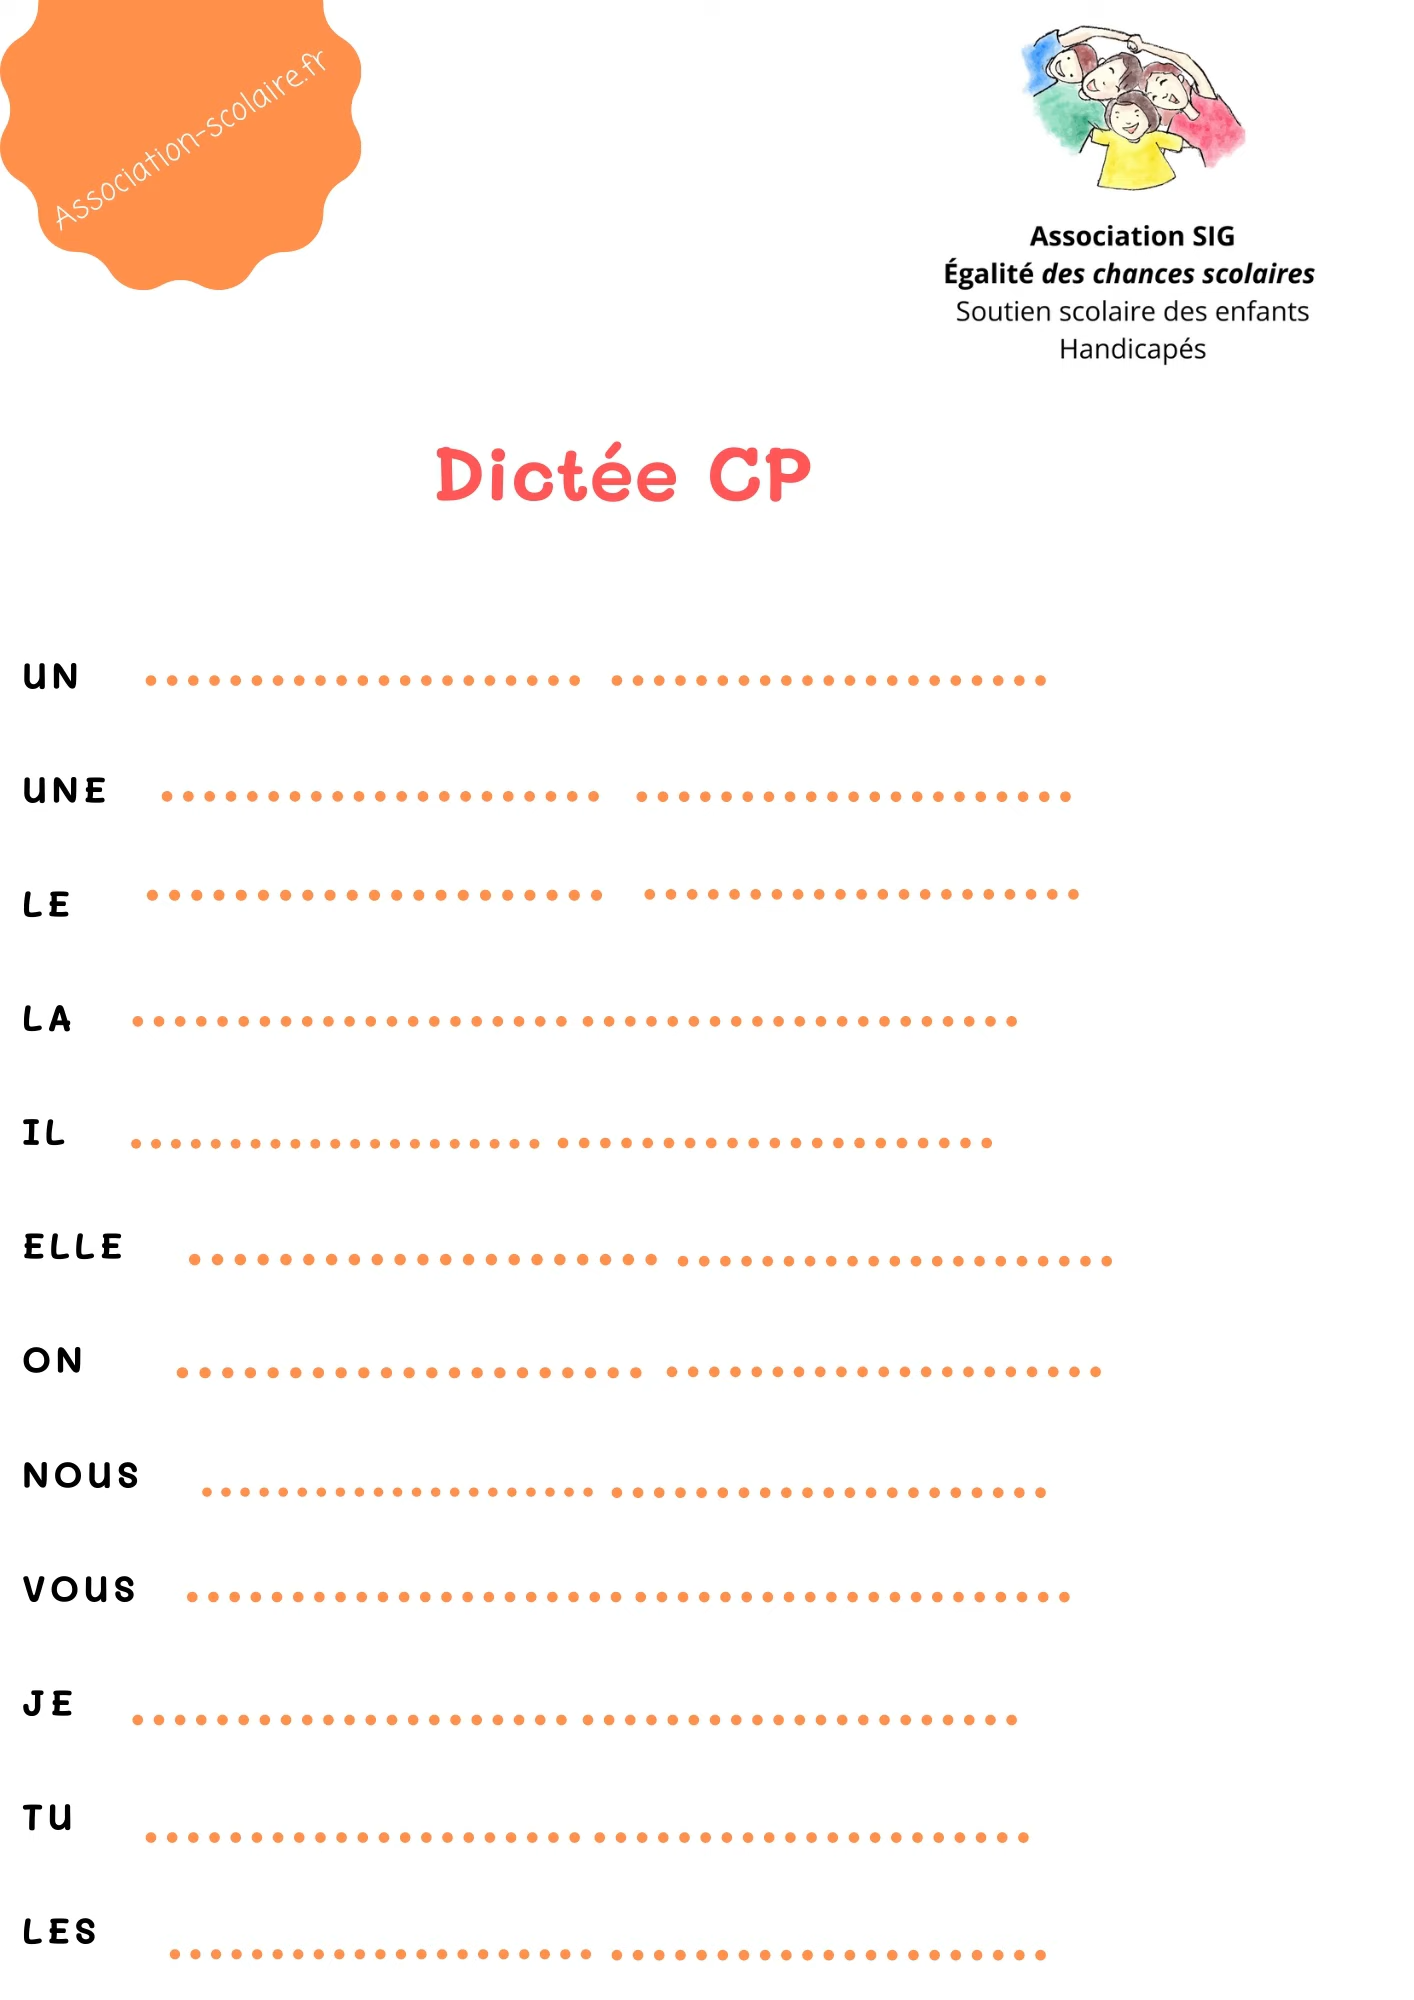 Association-scolaire.fr
Association SIG
Égalité des chances scolaires
Soutien scolaire des enfants
Handicapés
Dictée CP
UN
UNE
LE
LA
IL
ELLE
ON
NOUS
VOUS
JE
TU
LES